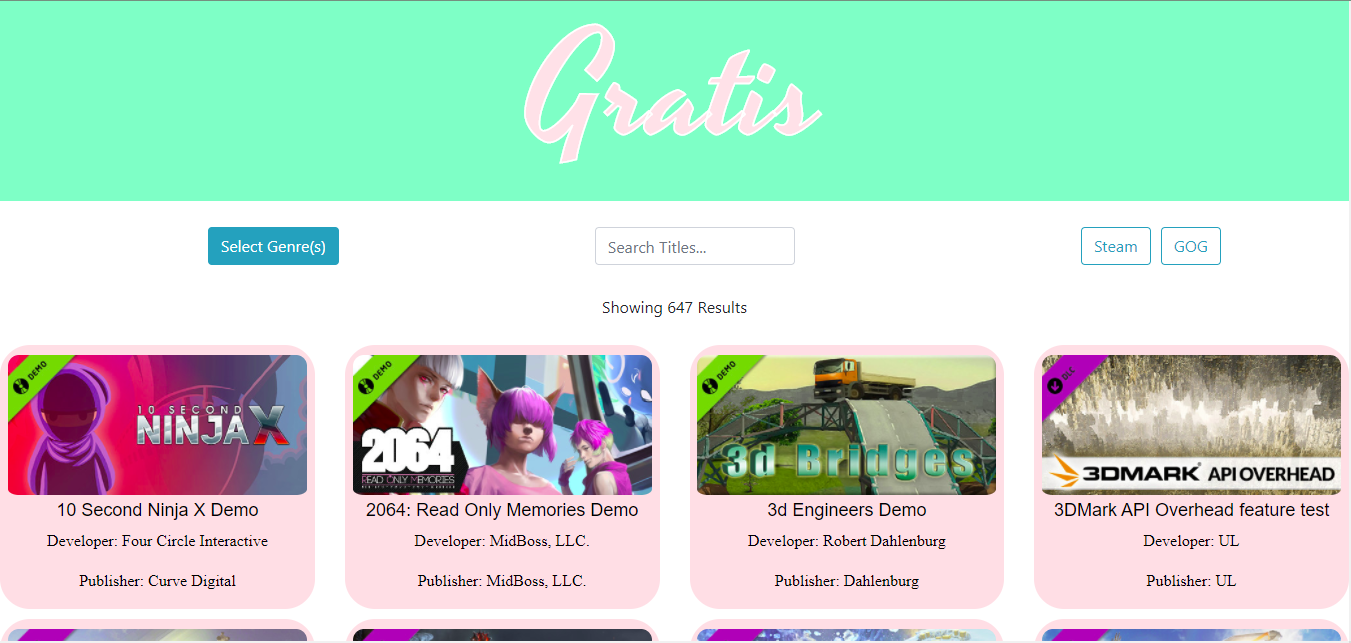 Gratis
Select Genre(s)
Search Titles...
Steam
GOG
Showing 647 Results
DEMO
10 SECOND
NINJA X
10 Second Ninja X Demo
Developer: Four Circle Interactive
Publisher: Curve Digital
DEMO
2064
READ ONLY MEMORIES
2064: Read Only Memories Demo
Developer: MidBoss, LLC.
Publisher: MidBoss, LLC.
DEMO
3d Bridges
3d Engineers Demo
Developer: Robert Dahlenburg
Publisher: Dahlenburg
DLC
3DMARK® API OVERHEAD
3DMark API Overhead feature test
Developer: UL
Publisher: UL